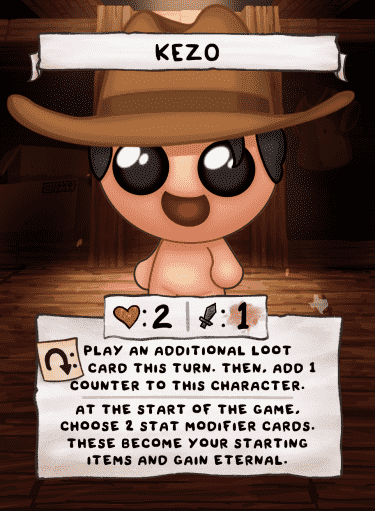 KEZO
:2 :1
PLAY AN ADDITIONAL LOOT
CARD THIS TURN. THEN, ADD 1
COUNTER TO THIS CHARACTER.
AT THE START OF THE GAME,
CHOOSE 2 STAT MODIFIER CARDS.
THESE BECOME YOUR STARTING
ITEMS AND GAIN ETERNAL.